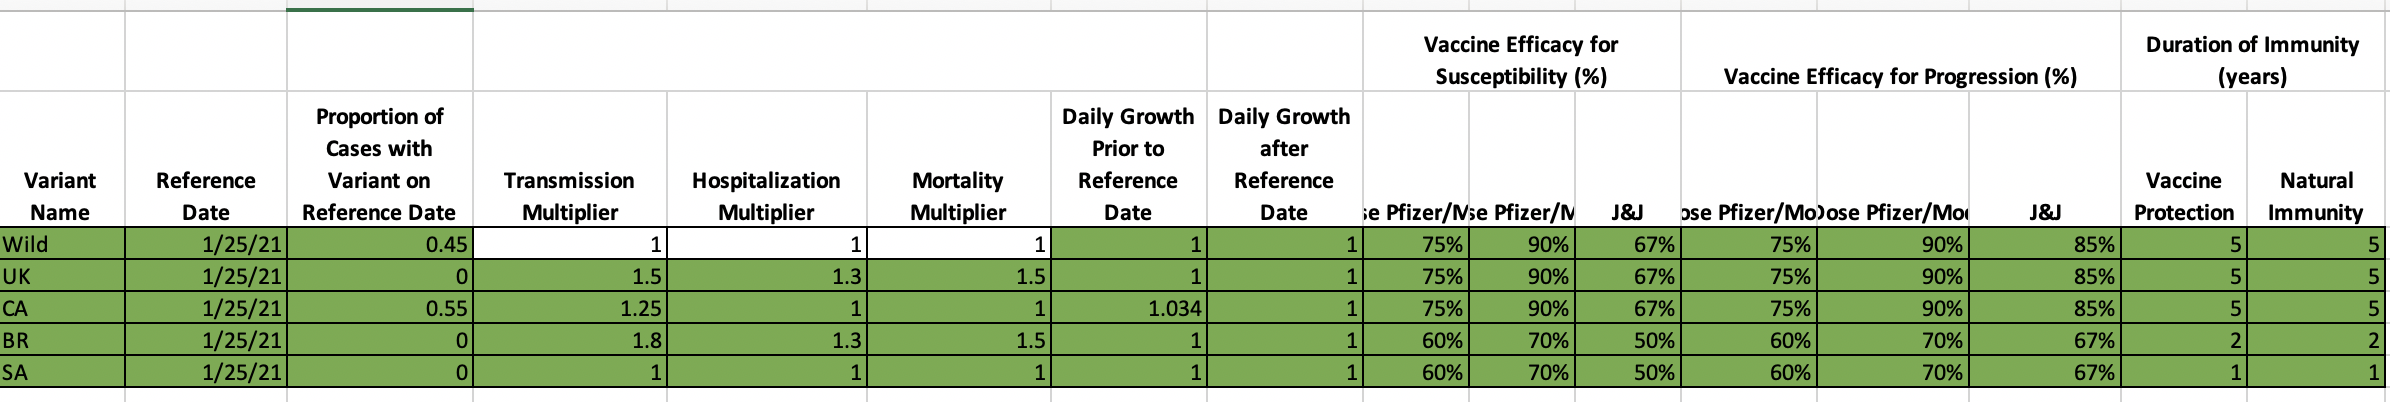 Vaccine Efficacy for Susceptibility (%) Vaccine Efficacy for Progression (%) Duration of Immunity (years)
Variant Name Reference Date Proportion of Cases with Variant on Reference Date Transmission Multiplier Hospitalization Multiplier Mortality Multiplier Daily Growth Prior to Reference Date Daily Growth after Reference Date se Pfizer/M se Pfizer/M J&J ose Pfizer/Mo Dose Pfizer/Mo J&J Vaccine Protection Natural Immunity
Wild 1/25/21 0.45 1 1 1 1 1 75% 90% 67% 75% 90% 85% 5 5
UK 1/25/21 0 1.5 1.3 1.5 1 1 75% 90% 67% 75% 90% 85% 5 5
CA 1/25/21 0.55 1.25 1 1 1.034 1 75% 90% 67% 75% 90% 85% 5 5
BR 1/25/21 0 1.8 1.3 1.5 1 1 60% 70% 50% 60% 70% 67% 2 2
SA 1/25/21 0 1 1 1 1 1 60% 70% 50% 60% 70% 67% 1 1